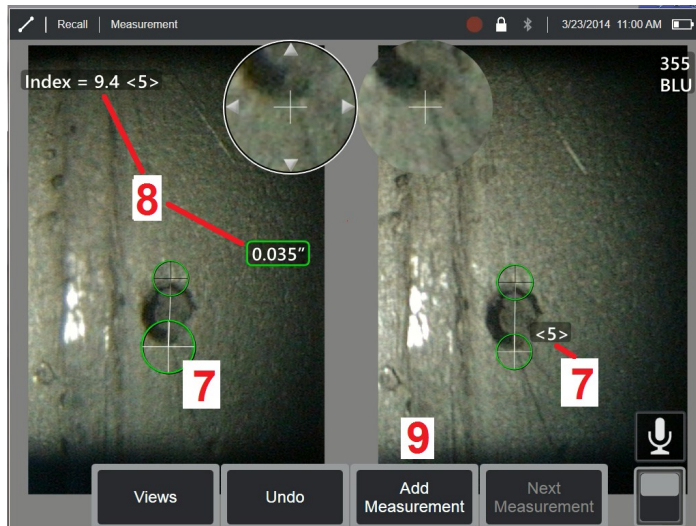 Recall | Measurement
3/23/2014 11:00 AM
Index = 9.4 <5>
355
BLU
8
0.035"
<5>
7
7
9
Views
Undo
Add
Measurement
Next
Measurement